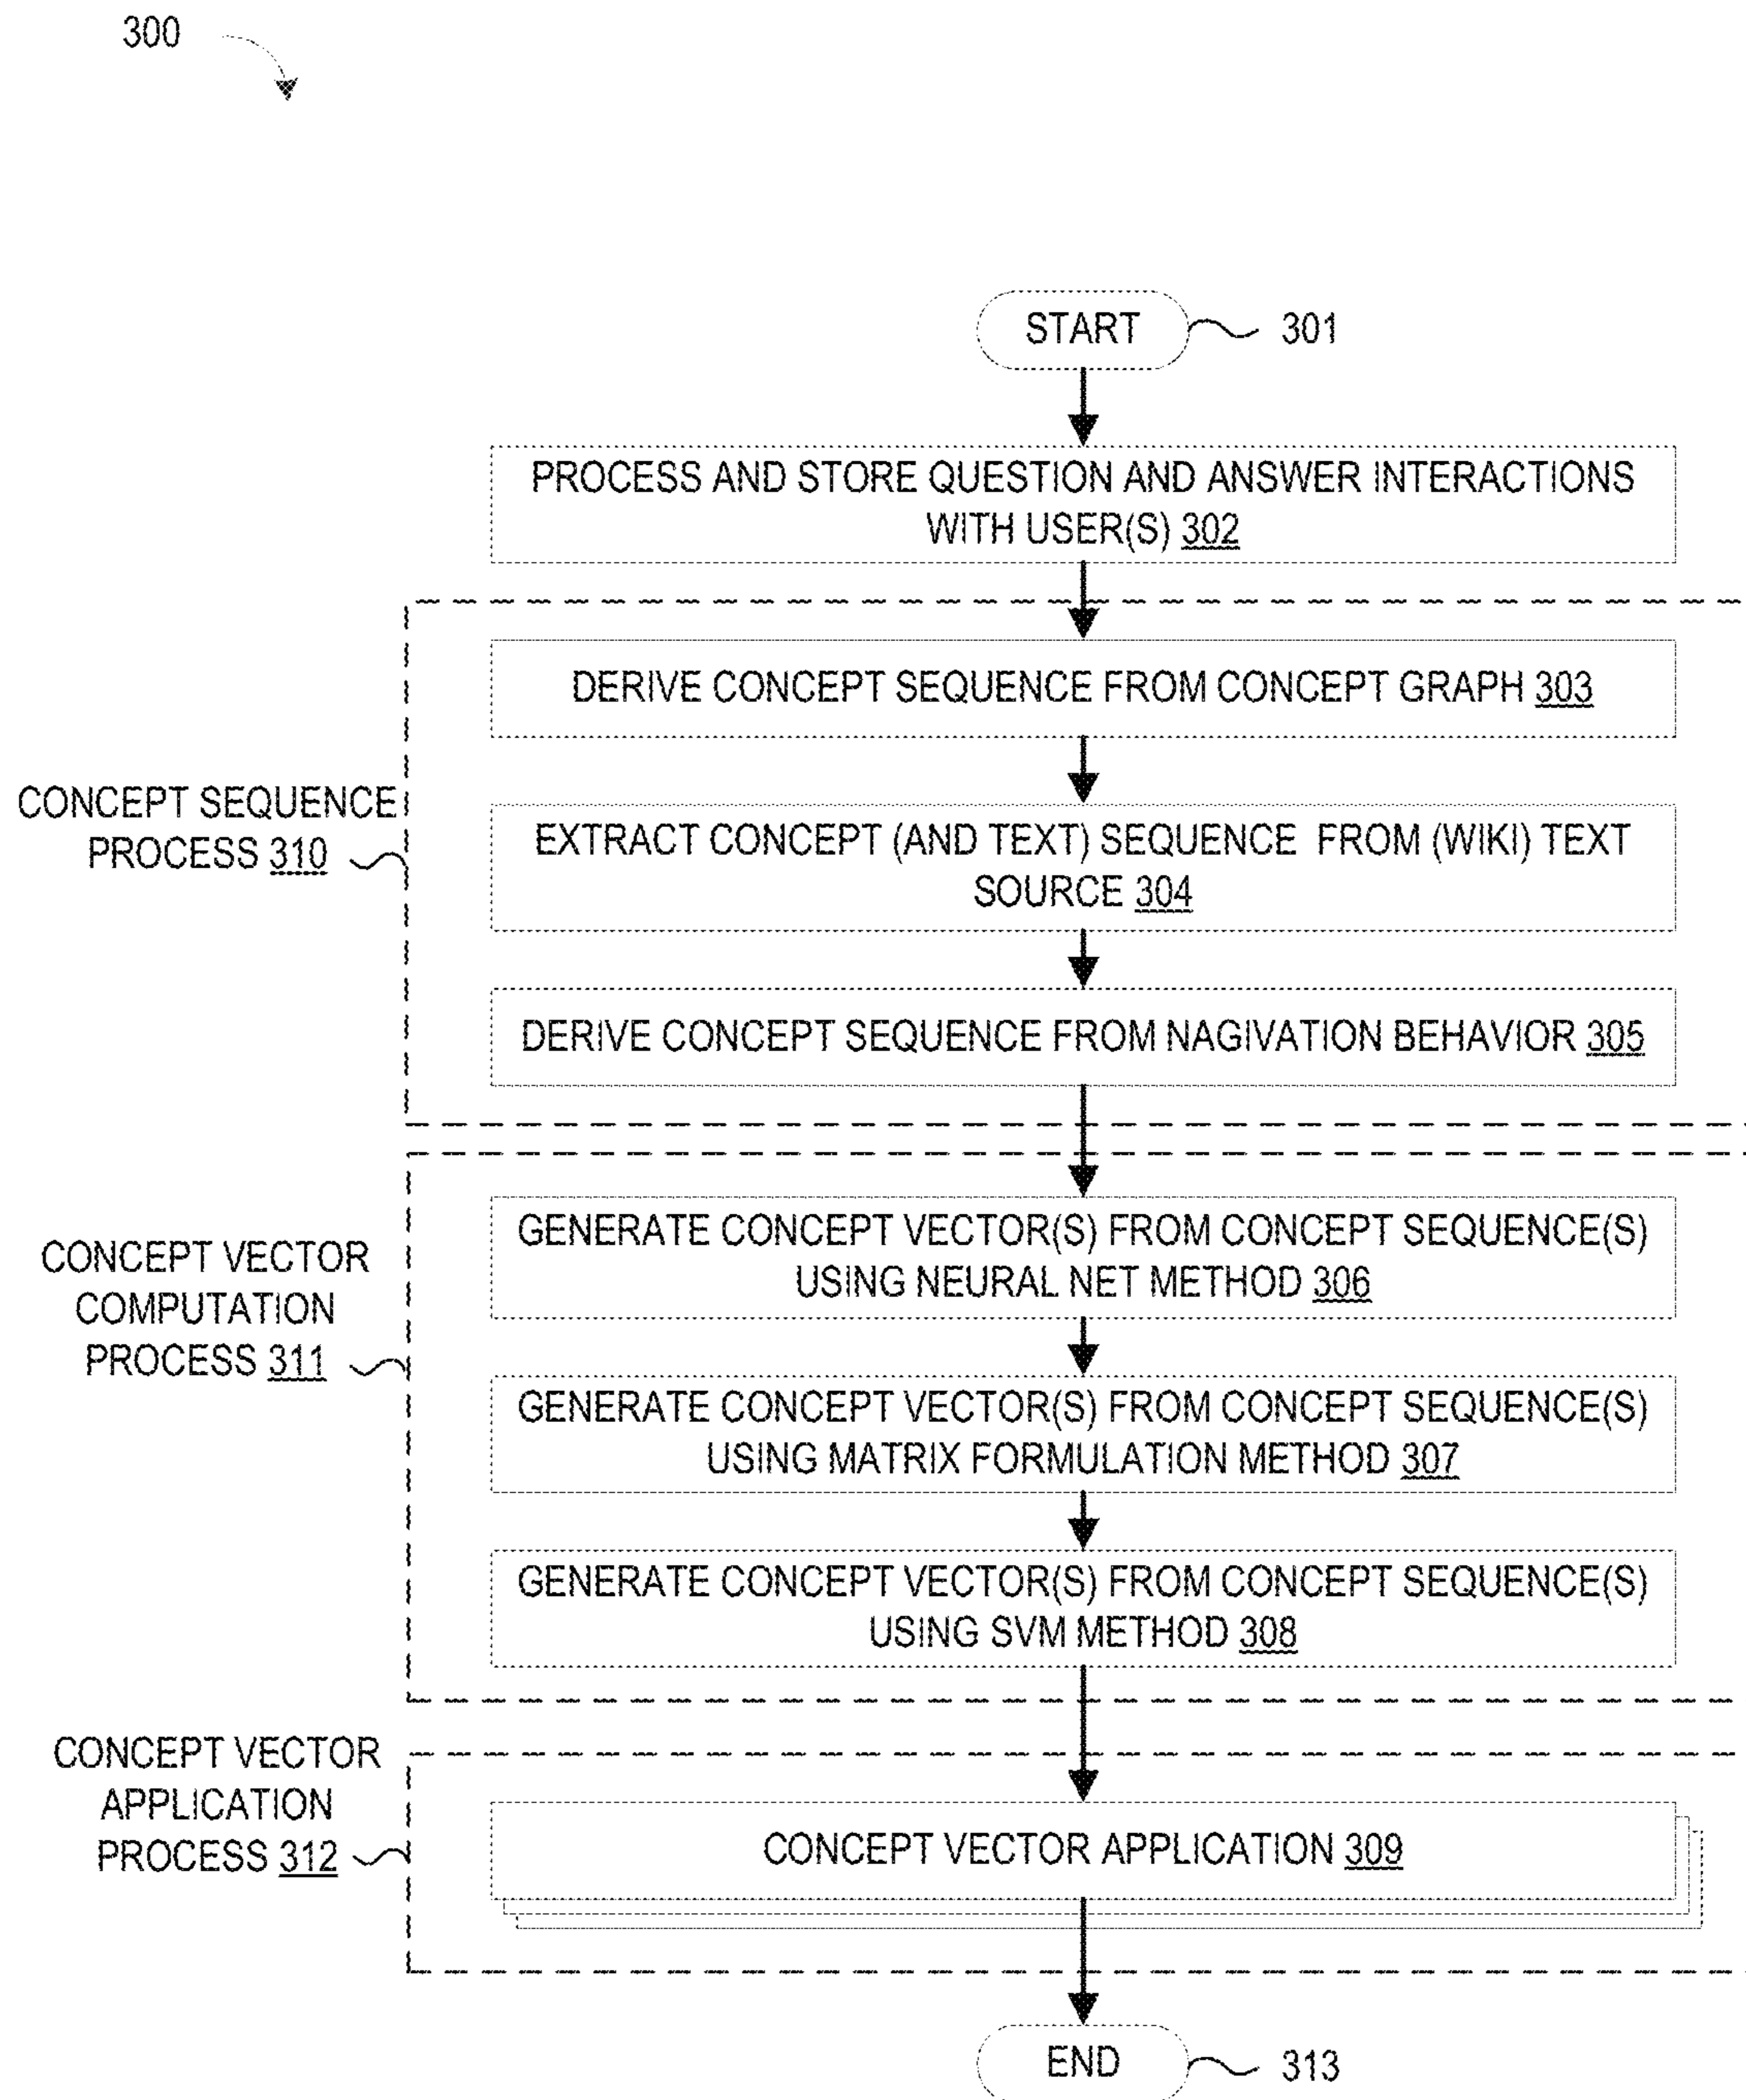 300
START
301
PROCESS AND STORE QUESTION AND ANSWER INTERACTIONS
WITH USER(S) 302
DERIVE CONCEPT SEQUENCE FROM CONCEPT GRAPH 303
CONCEPT SEQUENCE
PROCESS 310
EXTRACT CONCEPT (AND TEXT) SEQUENCE FROM (WIKI) TEXT
SOURCE 304
DERIVE CONCEPT SEQUENCE FROM NAGIVATION BEHAVIOR 305
CONCEPT VECTOR
COMPUTATION
PROCESS 311
GENERATE CONCEPT VECTOR(S) FROM CONCEPT SEQUENCE(S)
USING NEURAL NET METHOD 306
GENERATE CONCEPT VECTOR(S) FROM CONCEPT SEQUENCE(S)
USING MATRIX FORMULATION METHOD 307
GENERATE CONCEPT VECTOR(S) FROM CONCEPT SEQUENCE(S)
USING SVM METHOD 308
CONCEPT VECTOR
APPLICATION
PROCESS 312
CONCEPT VECTOR APPLICATION 309
END
313